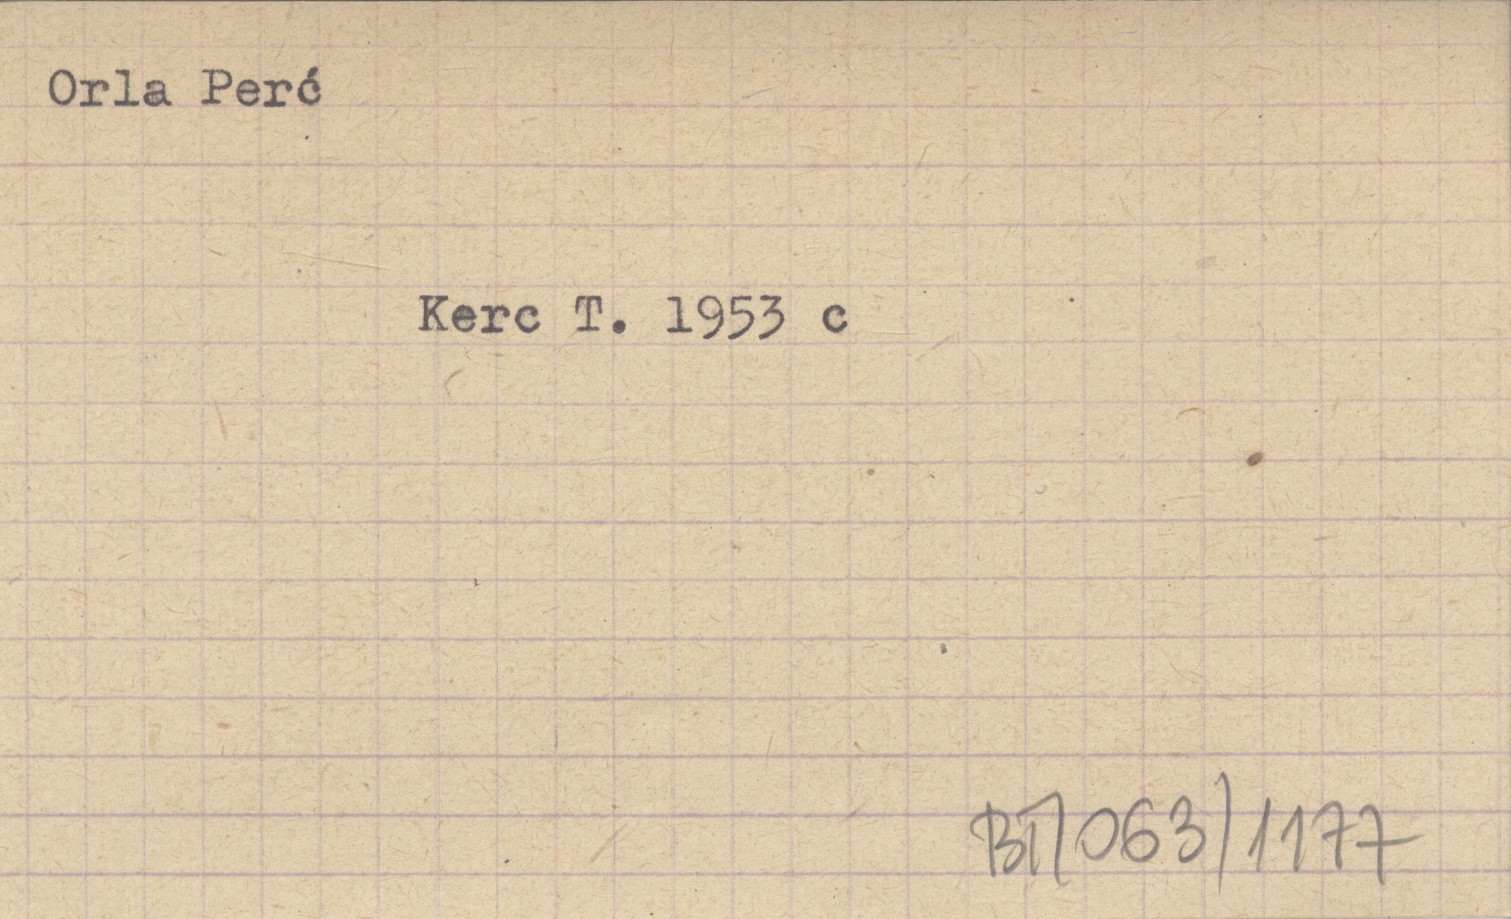 Orla Perć
Kerc T. 1953 c
BT/063/1177